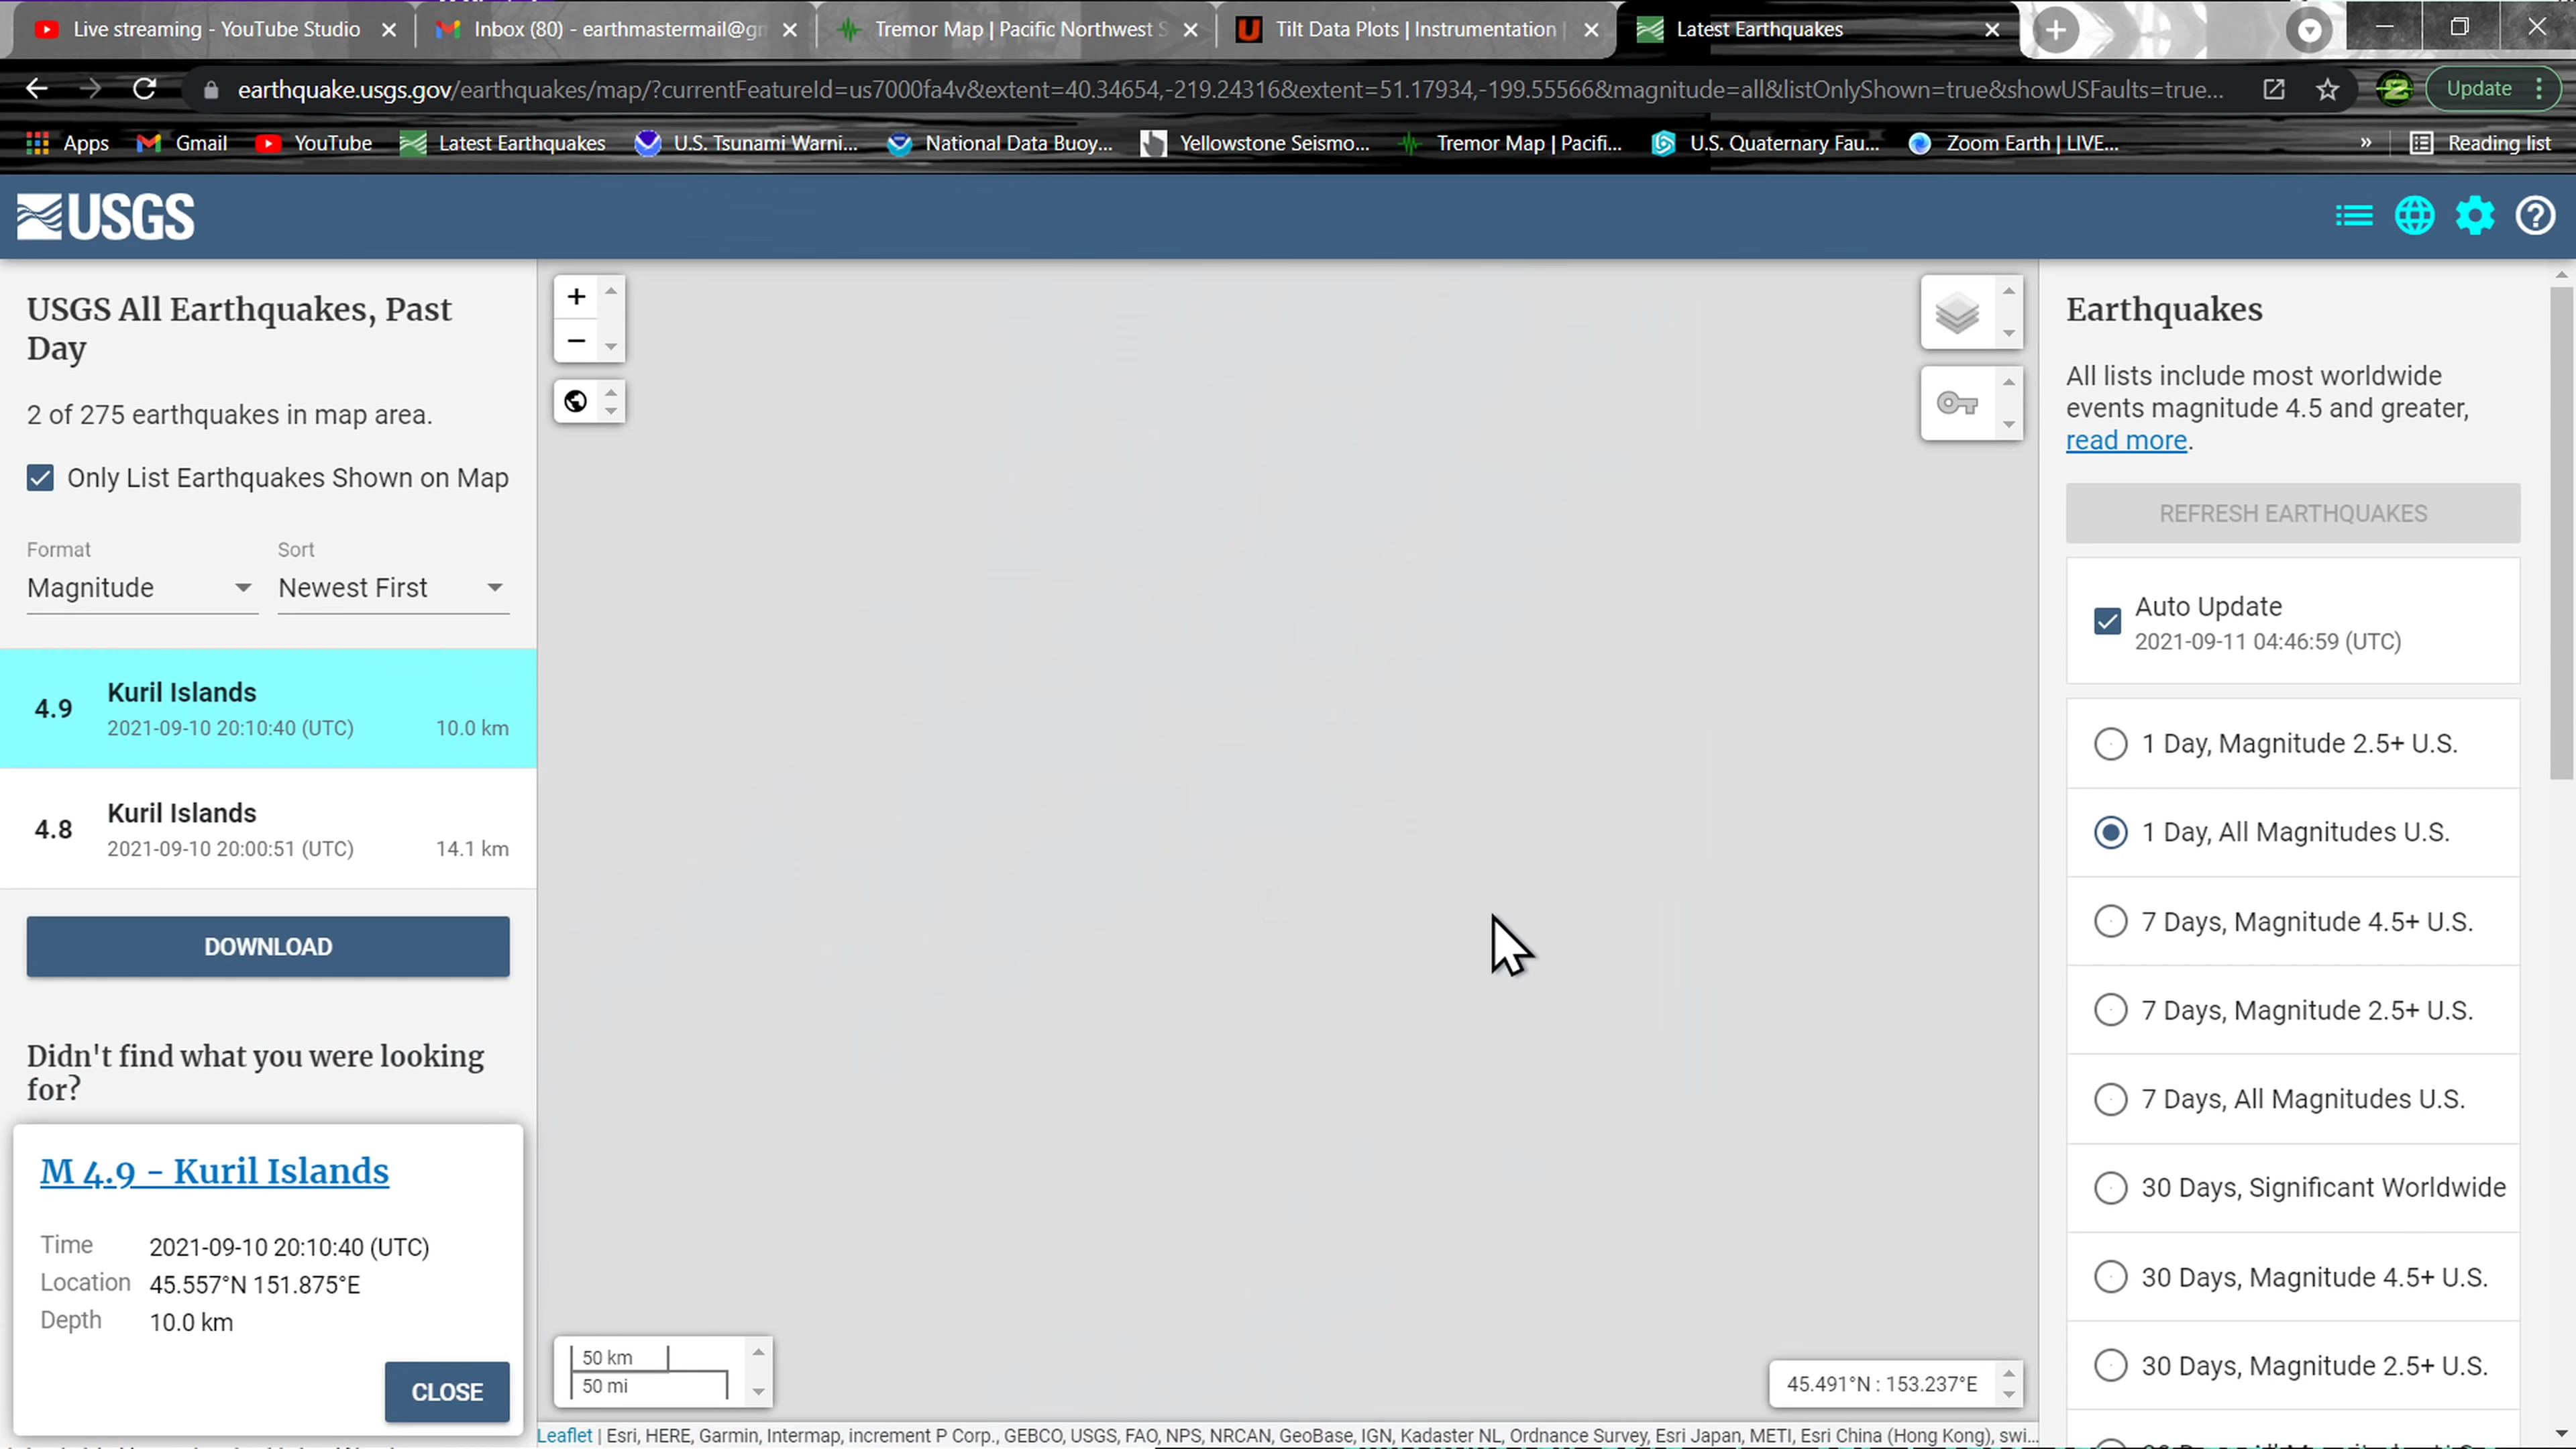 Live streaming - YouTube Studio
Inbox (80) - earthmastermail@gm
Tremor Map | Pacific Northwest S
Tilt Data Plots | Instrumentation |
Latest Earthquakes
earthquake.usgs.gov/earthquakes/map/?currentFeatureId=us7000fa4v&extent=40.34654,-219.24316&extent=51.17934,-199.55566&magnitude=all&listOnlyShown=true&showUSFaults=true...
Update
Apps
Gmail
YouTube
Latest Earthquakes
U.S. Tsunami Warni...
National Data Buoy...
Yellowstone Seismo...
Tremor Map | Pacifi...
U.S. Quaternary Fau...
Zoom Earth | LIVE...
»
Reading list
USGS
USGS All Earthquakes, Past
Day
2 of 275 earthquakes in map area.
Only List Earthquakes Shown on Map
Format
Sort
Magnitude
Newest First
4.9
Kuril Islands
2021-09-10 20:10:40 (UTC)
10.0 km
4.8
Kuril Islands
2021-09-10 20:00:51 (UTC)
14.1 km
DOWNLOAD
Didn't find what you were looking
for?
M 4.9 - Kuril Islands
Time 2021-09-10 20:10:40 (UTC)
Location 45.557°N 151.875°E
Depth 10.0 km
CLOSE
+
−
50 km
50 mi
45.491°N : 153.237°E
Leaflet | Esri, HERE, Garmin, Intermap, increment P Corp., GEBCO, USGS, FAO, NPS, NRCAN, GeoBase, IGN, Kadaster NL, Ordnance Survey, Esri Japan, METI, Esri China (Hong Kong), swi...
Earthquakes
All lists include most worldwide
events magnitude 4.5 and greater,
read more.
REFRESH EARTHQUAKES
Auto Update
2021-09-11 04:46:59 (UTC)
1 Day, Magnitude 2.5+ U.S.
1 Day, All Magnitudes U.S.
7 Days, Magnitude 4.5+ U.S.
7 Days, Magnitude 2.5+ U.S.
7 Days, All Magnitudes U.S.
30 Days, Significant Worldwide
30 Days, Magnitude 4.5+ U.S.
30 Days, Magnitude 2.5+ U.S.